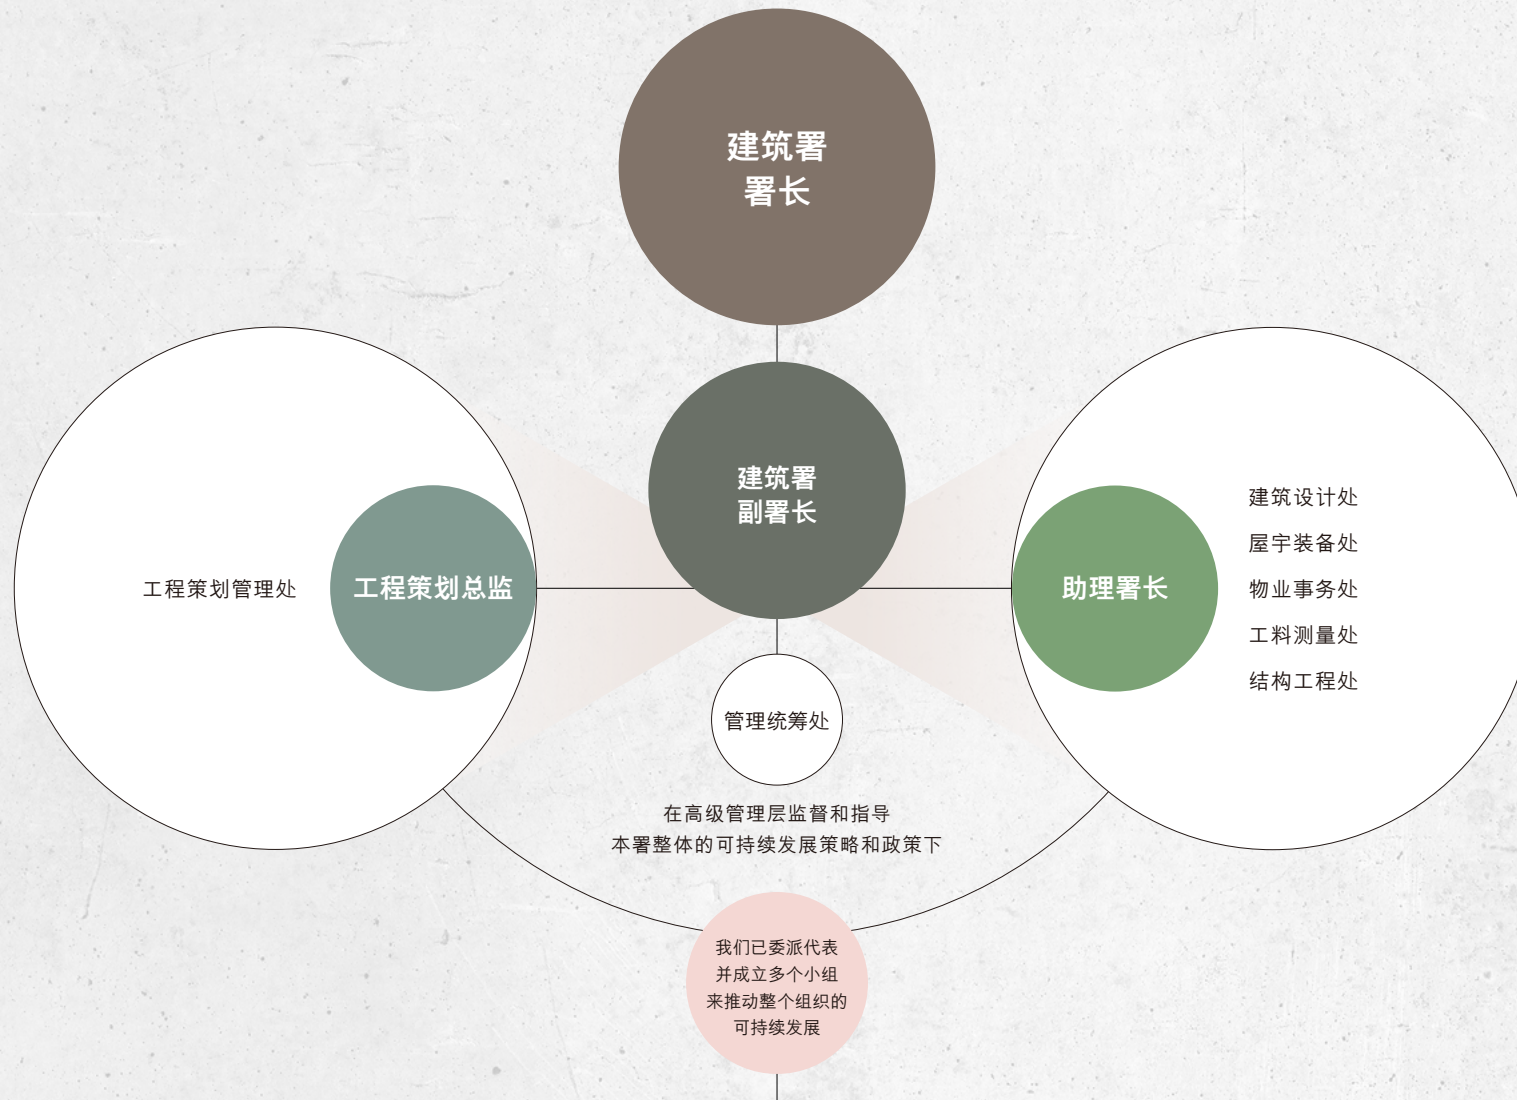 建筑署
署长
建筑署
副署长
工程策划管理处
工程策划总监
助理署长
建筑设计处
屋宇装备处
物业事务处
工料测量处
结构工程处
管理统筹处
在高级管理层监督和指导
本署整体的可持续发展策略和政策下
我们已委派代表
并成立多个小组
来推动整个组织的
可持续发展